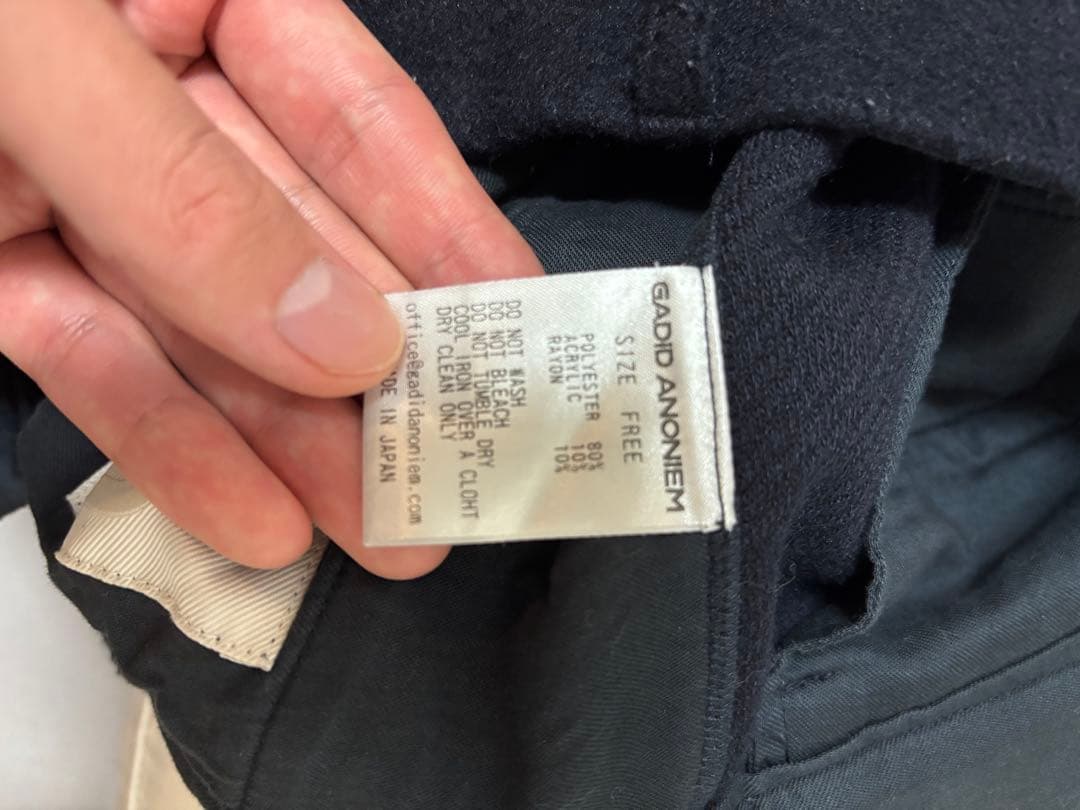 GADID ANONIEM
SIZE FREE
POLYESTER 80%
ACRYLIC 10%
RAYON 10%
DO NOT WASH
DO NOT BLEACH
DO NOT TUMBLE DRY
COOL IRON OVER A CLOHT
DRY CLEAN ONLY
office@gadidanoniem.com
DE IN JAPAN